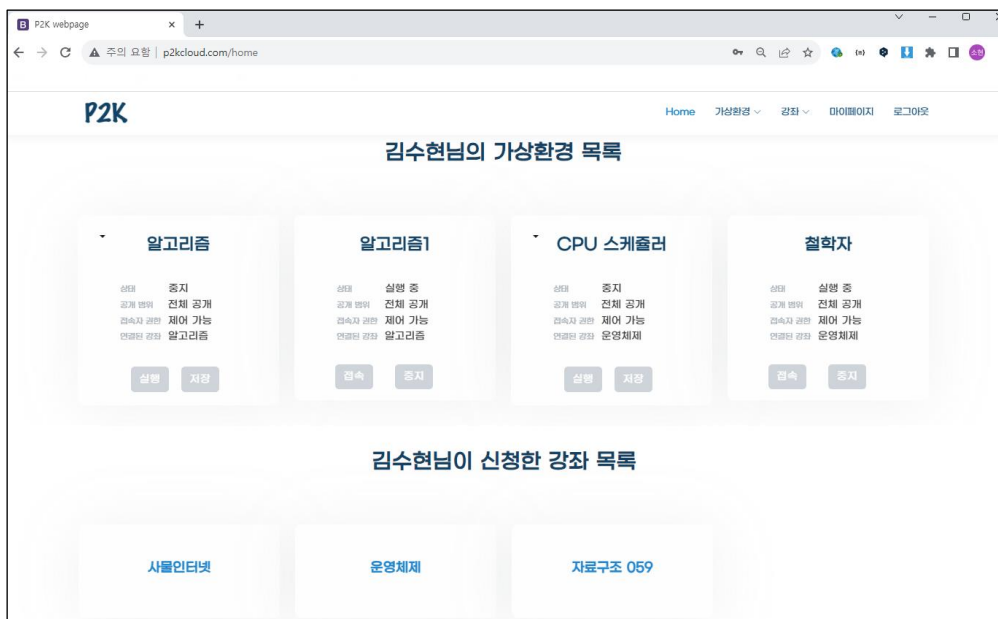 P2K webpage
주의 요함 | p2kcloud.com/home
소현
P2K
Home 가상환경 강좌 마이페이지 로그아웃
김수현님의 가상환경 목록
알고리즘
상태 중지
공개 범위 전체 공개
접속자 권한 제어 가능
연결된 강좌 알고리즘
실행 저장
알고리즘1
상태 실행 중
공개 범위 전체 공개
접속자 권한 제어 가능
연결된 강좌 알고리즘
접속 중지
CPU 스케쥴러
상태 중지
공개 범위 전체 공개
접속자 권한 제어 가능
연결된 강좌 운영체제
실행 저장
철학자
상태 실행 중
공개 범위 전체 공개
접속자 권한 제어 가능
연결된 강좌 운영체제
접속 중지
김수현님이 신청한 강좌 목록
사물인터넷
운영체제
자료구조 059